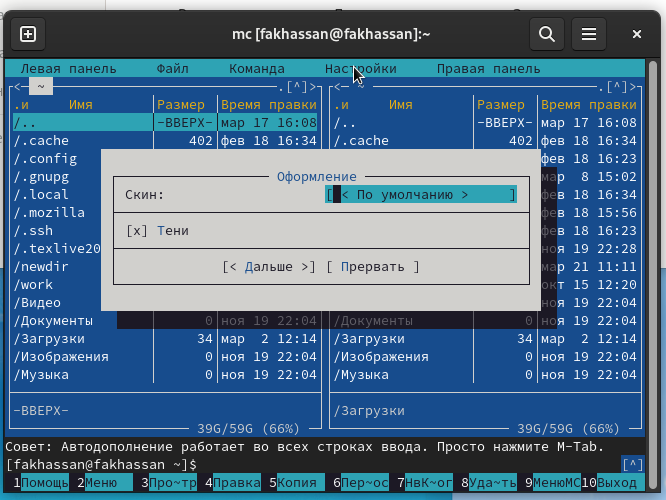 mc [fakhassan@fakhassan]:~
Левая панель Файл Команда Настройки Правая панель
<─ ~ .[^]> <─ ~ .[^]>
.и Имя Размер Время правки .и Имя Размер Время правки
/.. -ВВЕРХ- мар 17 16:08 /.. -ВВЕРХ- мар 17 16:08
/.cache 402 фев 18 16:34 /.cache 402 фев 18 16:34
/.config фев 18 16:23
/.gnupg мар 8 15:02
/.local фев 18 16:34
/.mozilla фев 18 15:56
/.ssh фев 18 16:23
/.texlive20 ноя 19 22:28
/newdir мар 21 11:11
/work окт 15 12:20
/Видео ноя 19 22:04
/Документы 0 ноя 19 22:04 /Документы 0 ноя 19 22:04
/Загрузки 34 мар 2 12:14 /Загрузки 34 мар 2 12:14
/Изображения 0 ноя 19 22:04 /Изображения 0 ноя 19 22:04
/Музыка 0 ноя 19 22:04 /Музыка 0 ноя 19 22:04
Оформление
Скин: [ < По умолчанию > ]
[x] Тени
[< Дальше >] [ Прервать ]
-ВВЕРХ- /Загрузки
39G/59G (66%) 39G/59G (66%)
Совет: Автодополнение работает во всех строках ввода. Просто нажмите M-Tab.
[fakhassan@fakhassan ~]$ [^]
1Помощь 2Меню 3Про~тр 4Правка 5Копия 6Пер~ос 7НвК~ог 8Уда~ть 9МенюMC 10Выход